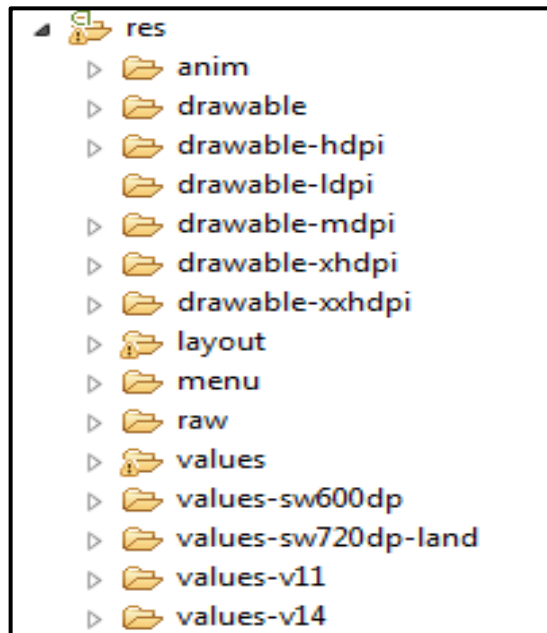 res
anim
drawable
drawable-hdpi
drawable-ldpi
drawable-mdpi
drawable-xhdpi
drawable-xxhdpi
layout
menu
raw
values
values-sw600dp
values-sw720dp-land
values-v11
values-v14